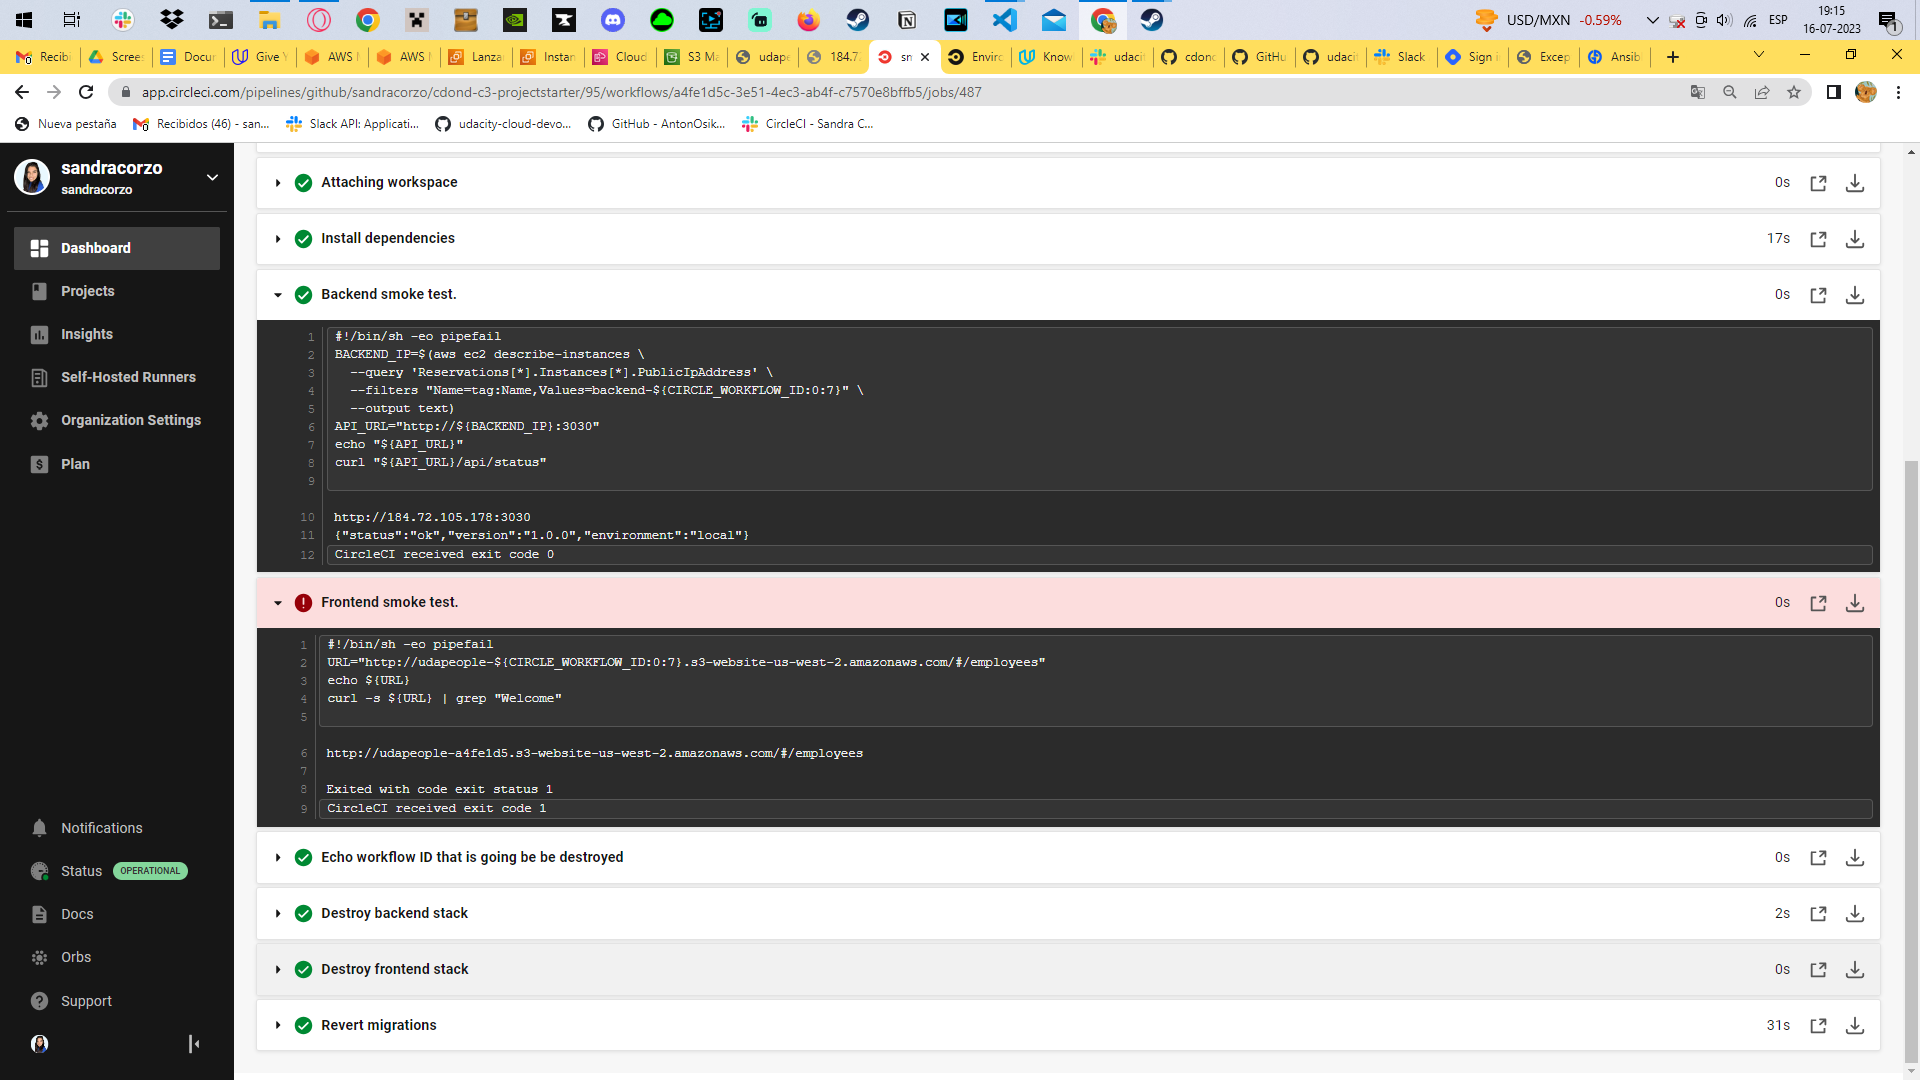 USD/MXN -0.59%
ESP
19:15
16-07-2023
1
Recibi
Scree
Docu
Give Y
AWS
AWS
Lanza
Instan
Cloud
S3 Ma
udape
184.7
sn
Enviro
Know
udacit
cdond
GitHu
udacit
Slack
Sign i
Excep
Ansib
app.circleci.com/pipelines/github/sandracorzo/cdond-c3-projectstarter/95/workflows/a4fe1d5c-3e51-4ec3-ab4f-c7570e8bffb5/jobs/487
Nueva pestaña
Recibidos (46) - san...
Slack API: Applicati...
udacity-cloud-devo...
GitHub - AntonOsik...
CircleCI - Sandra C...
sandracorzo
sandracorzo
Dashboard
Projects
Insights
Self-Hosted Runners
Organization Settings
Plan
Notifications
Status OPERATIONAL
Docs
Orbs
Support
Attaching workspace 0s
Install dependencies 17s
Backend smoke test. 0s
1 #!/bin/sh -eo pipefail
2 BACKEND_IP=$(aws ec2 describe-instances \
3 --query 'Reservations[*].Instances[*].PublicIpAddress' \
4 --filters "Name=tag:Name,Values=backend-${CIRCLE_WORKFLOW_ID:0:7}" \
5 --output text)
6 API_URL="http://${BACKEND_IP}:3030"
7 echo "${API_URL}"
8 curl "${API_URL}/api/status"
9
10 http://184.72.105.178:3030
11 {"status":"ok","version":"1.0.0","environment":"local"}
12 CircleCI received exit code 0
Frontend smoke test. 0s
1 #!/bin/sh -eo pipefail
2 URL="http://udapeople-${CIRCLE_WORKFLOW_ID:0:7}.s3-website-us-west-2.amazonaws.com/#/employees"
3 echo ${URL}
4 curl -s ${URL} | grep "Welcome"
5
6 http://udapeople-a4fe1d5.s3-website-us-west-2.amazonaws.com/#/employees
7
8 Exited with code exit status 1
9 CircleCI received exit code 1
Echo workflow ID that is going be be destroyed 0s
Destroy backend stack 2s
Destroy frontend stack 0s
Revert migrations 31s